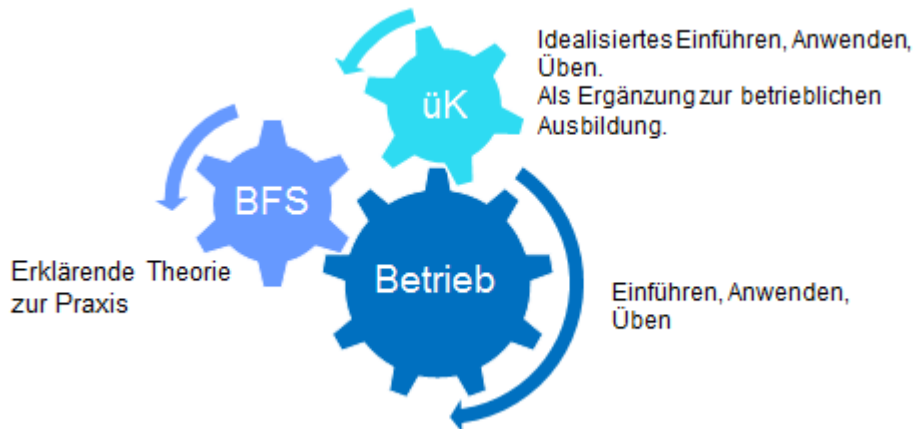 Idealisiertes Einführen, Anwenden,
Üben.
Als Ergänzung zur betrieblichen
Ausbildung.
üK
BFS
Betrieb
Erklärende Theorie
zur Praxis
Einführen, Anwenden,
Üben